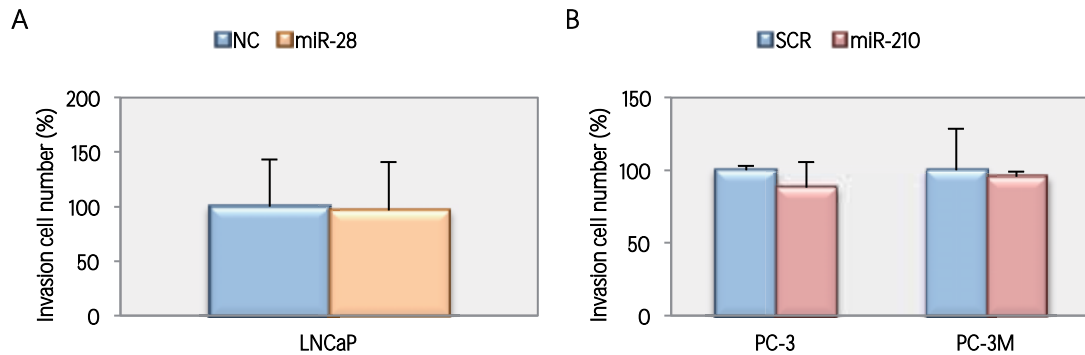 A
NC miR-28
Invasion cell number (%)
200
150
100
50
0
LNCaP
B
SCR miR-210
Invasion cell number (%)
150
100
50
0
PC-3 PC-3M